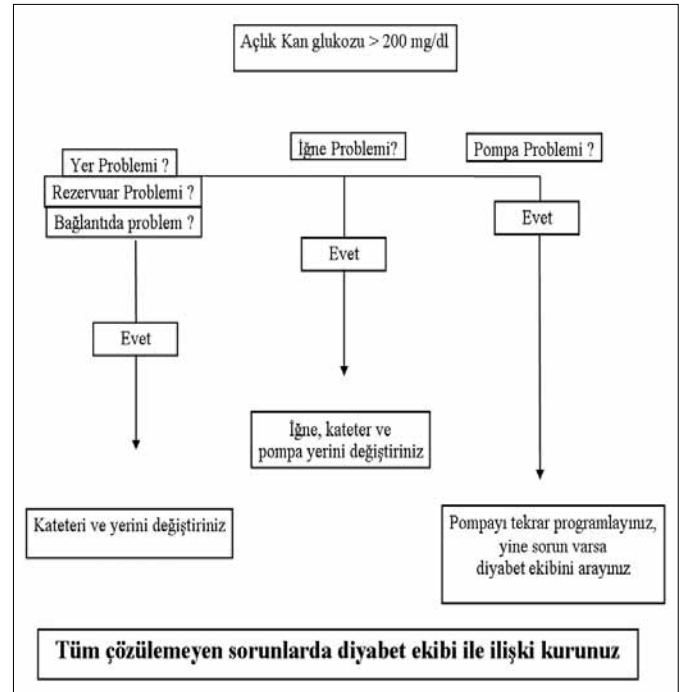 Açlık Kan glukozu > 200 mg/dl
Yer Problemi ?
Rezervuar Problemi ?
Bağlantıda problem ?
İğne Problemi?
Pompa Problemi ?
Evet
Evet
Evet
Kateteri ve yerini değiştiriniz
İğne, kateter ve
pompa yerini değiştiriniz
Pompayı tekrar programlayınız,
yine sorun varsa
diyabet ekibini arayınız
Tüm çözülemeyen sorunlarda diyabet ekibi ile ilişki kurunuz